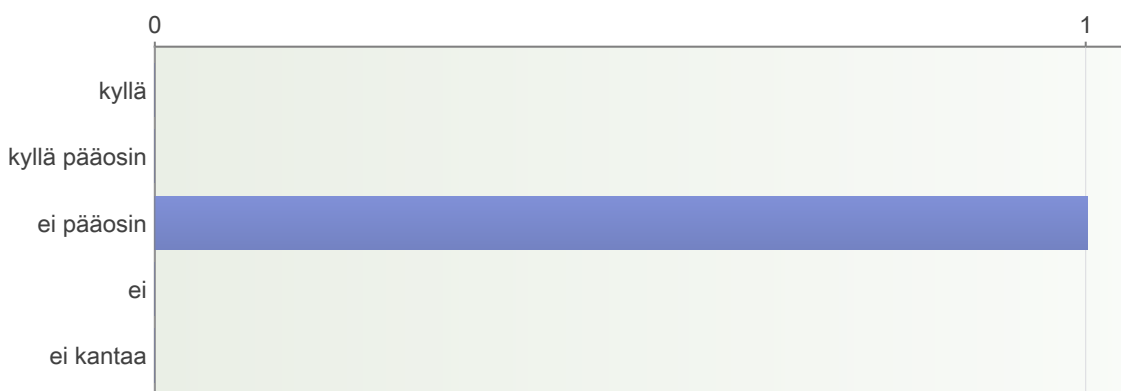 0 1
kyllä
kyllä pääosin
ei pääosin
ei
ei kantaa